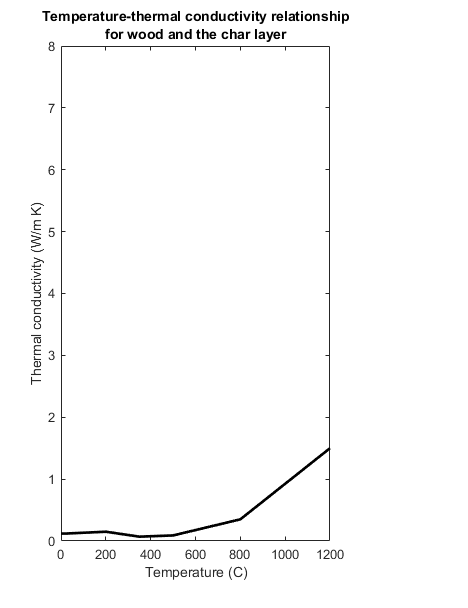 Temperature-thermal conductivity relationship
for wood and the char layer
8
7
6
5
4
3
2
1
0
Thermal conductivity (W/m K)
0 200 400 600 800 1000 1200
Temperature (C)